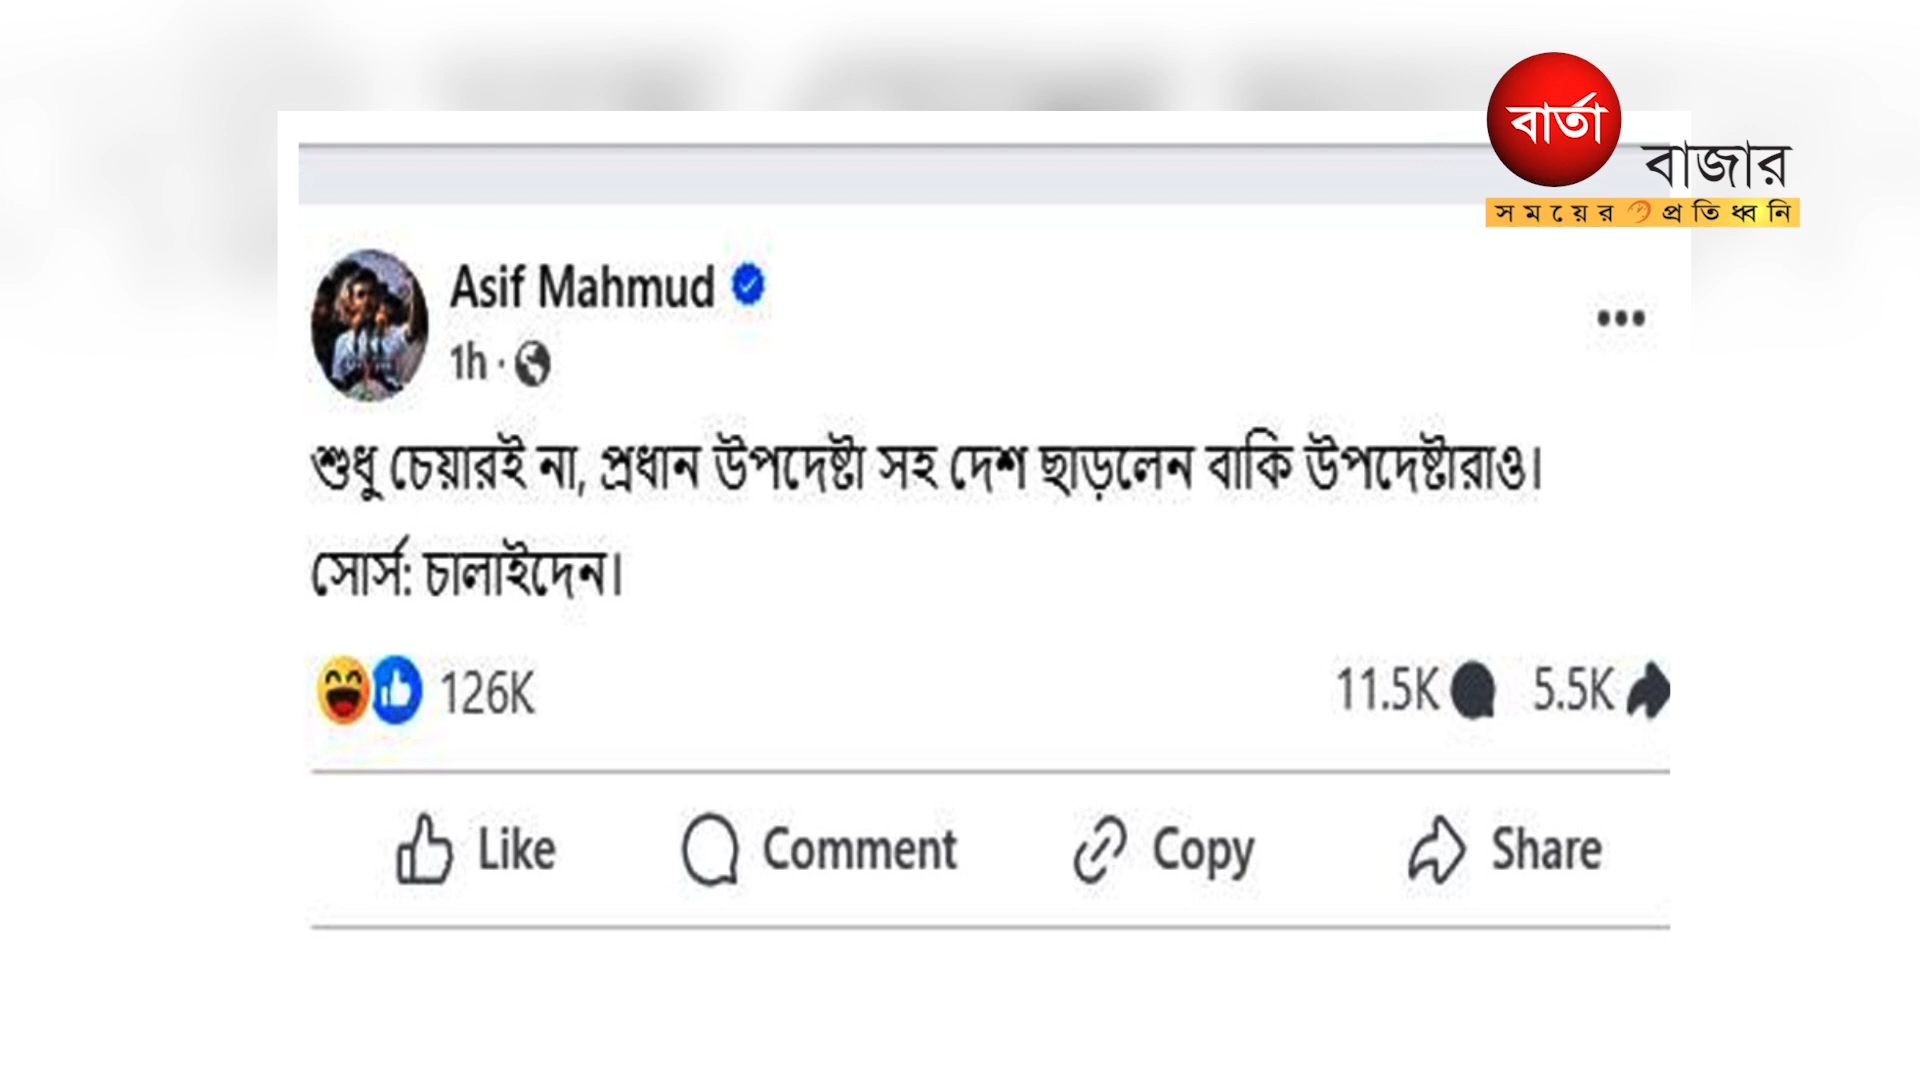 বার্তা
বাজার
সময়ের প্রতিধ্বনি
Asif Mahmud
1h ·
...
শুধু চেয়ারই না, প্রধান উপদেষ্টা সহ দেশ ছাড়লেন বাকি উপদেষ্টারাও।
সোর্স: চালাইদেন।
126K 11.5K 5.5K
Like Comment Copy Share